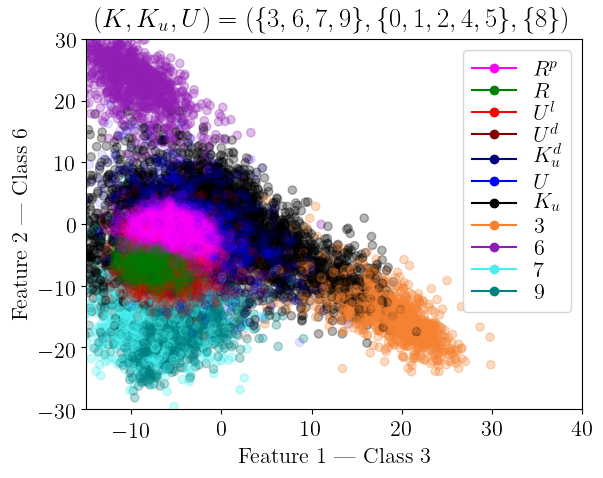 (K, K_u, U) = ({3, 6, 7, 9}, {0, 1, 2, 4, 5}, {8})
30
20
10
0
−10
−20
−30
Feature 2 — Class 6
−10
0
10
20
30
40
Feature 1 — Class 3
R^p
R
U^l
U^d
K_u^d
U
K_u
3
6
7
9